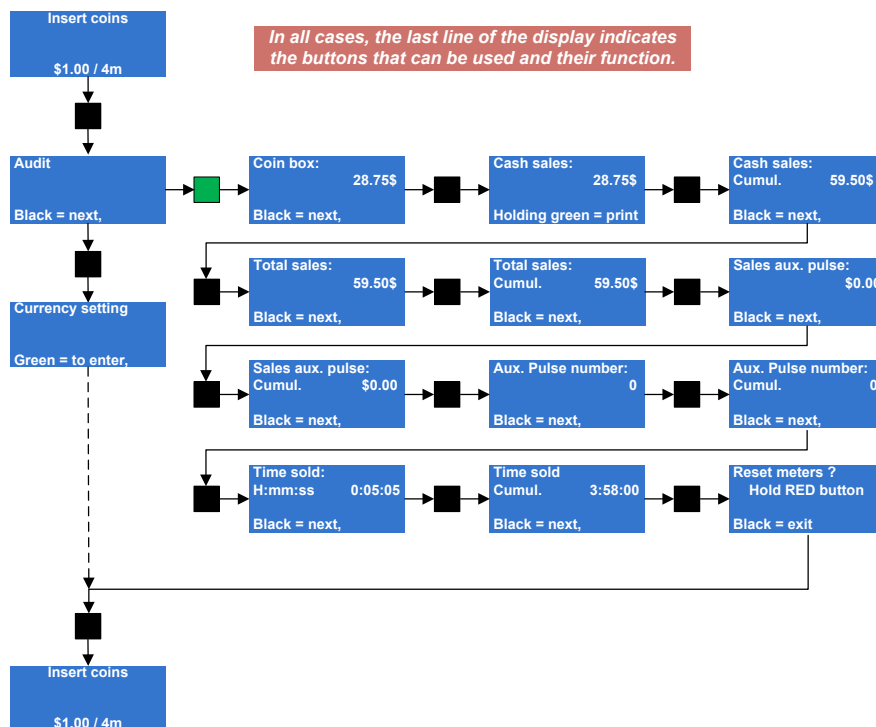 Insert coins
$1.00 / 4m
In all cases, the last line of the display indicates
the buttons that can be used and their function.
Audit
Black = next,
Coin box:
28.75$
Black = next,
Cash sales:
28.75$
Holding green = print
Cash sales:
Cumul. 59.50$
Black = next,
Currency setting
Green = to enter,
Total sales:
59.50$
Black = next,
Total sales:
Cumul. 59.50$
Black = next,
Sales aux. pulse:
$0.00
Black = next,
Sales aux. pulse:
Cumul. $0.00
Black = next,
Aux. Pulse number:
0
Black = next,
Aux. Pulse number:
Cumul. 0
Black = next,
Time sold:
H:mm:ss 0:05:05
Black = next,
Time sold
Cumul. 3:58:00
Black = next,
Reset meters ?
Hold RED button
Black = exit
Insert coins
$1.00 / 4m